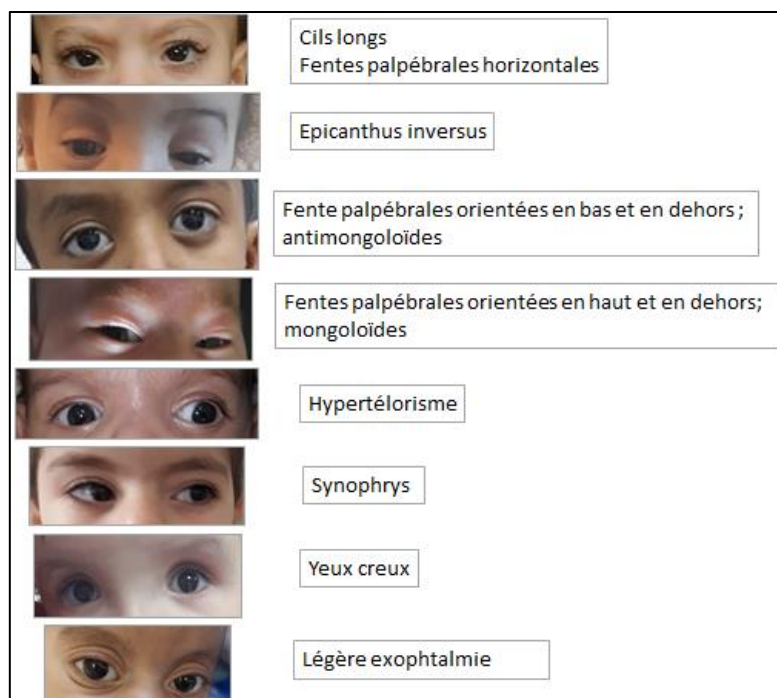 Cils longs
Fentes palpébrales horizontales
Epicanthus inversus
Fente palpébrales orientées en bas et en dehors ;
antimongoloïdes
Fentes palpébrales orientées en haut et en dehors;
mongoloïdes
Hypertélorisme
Synophrys
Yeux creux
Légère exophtalmie